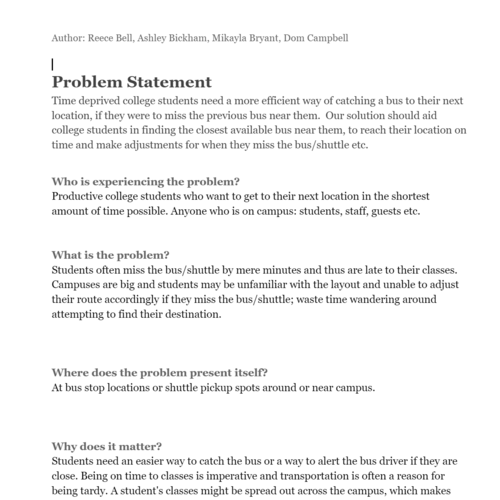 Author: Reece Bell, Ashley Bickham, Mikayla Bryant, Dom Campbell
Problem Statement
Time deprived college students need a more efficient way of catching a bus to their next
location, if they were to miss the previous bus near them.  Our solution should aid
college students in finding the closest available bus near them, to reach their location on
time and make adjustments for when they miss the bus/shuttle etc.
Who is experiencing the problem?
Productive college students who want to get to their next location in the shortest
amount of time possible. Anyone who is on campus: students, staff, guests etc.
What is the problem?
Students often miss the bus/shuttle by mere minutes and thus are late to their classes.
Campuses are big and students may be unfamiliar with the layout and unable to adjust
their route accordingly if they miss the bus/shuttle; waste time wandering around
attempting to find their destination.
Where does the problem present itself?
At bus stop locations or shuttle pickup spots around or near campus.
Why does it matter?
Students need an easier way to catch the bus or a way to alert the bus driver if they are
close. Being on time to classes is imperative and transportation is often a reason for
being tardy. A student's classes might be spread out across the campus, which makes